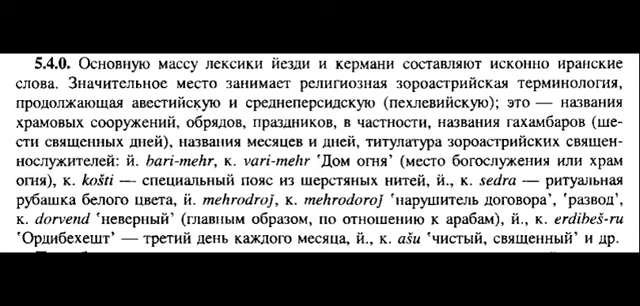 5.4.0. Основную массу лексики йезди и кермани составляют исконно иранские
слова. Значительное место занимает религиозная зороастрийская терминология,
продолжающая авестийскую и среднеперсидскую (пехлевийскую); это — названия
храмовых сооружений, обрядов, праздников, в частности, названия гахамбаров (ше-
сти священных дней), названия месяцев и дней, титулатура зороастрийских священ-
нослужителей: й. bari-mehr, к. vari-mehr ‘Дом огня’ (место богослужения или храм
огня), к. košti — специальный пояс из шерстяных нитей, й., к. sedra — ритуальная
рубашка белого цвета, й. mehrodroj, к. mehrodoroj ‘нарушитель договора’, ‘развод’,
к. dorvend ‘неверный’ (главным образом, по отношению к арабам), й., к. erdibeš-ru
‘Ордибехешт’ — третий день каждого месяца, й., к. ašu ‘чистый, священный’ и др.